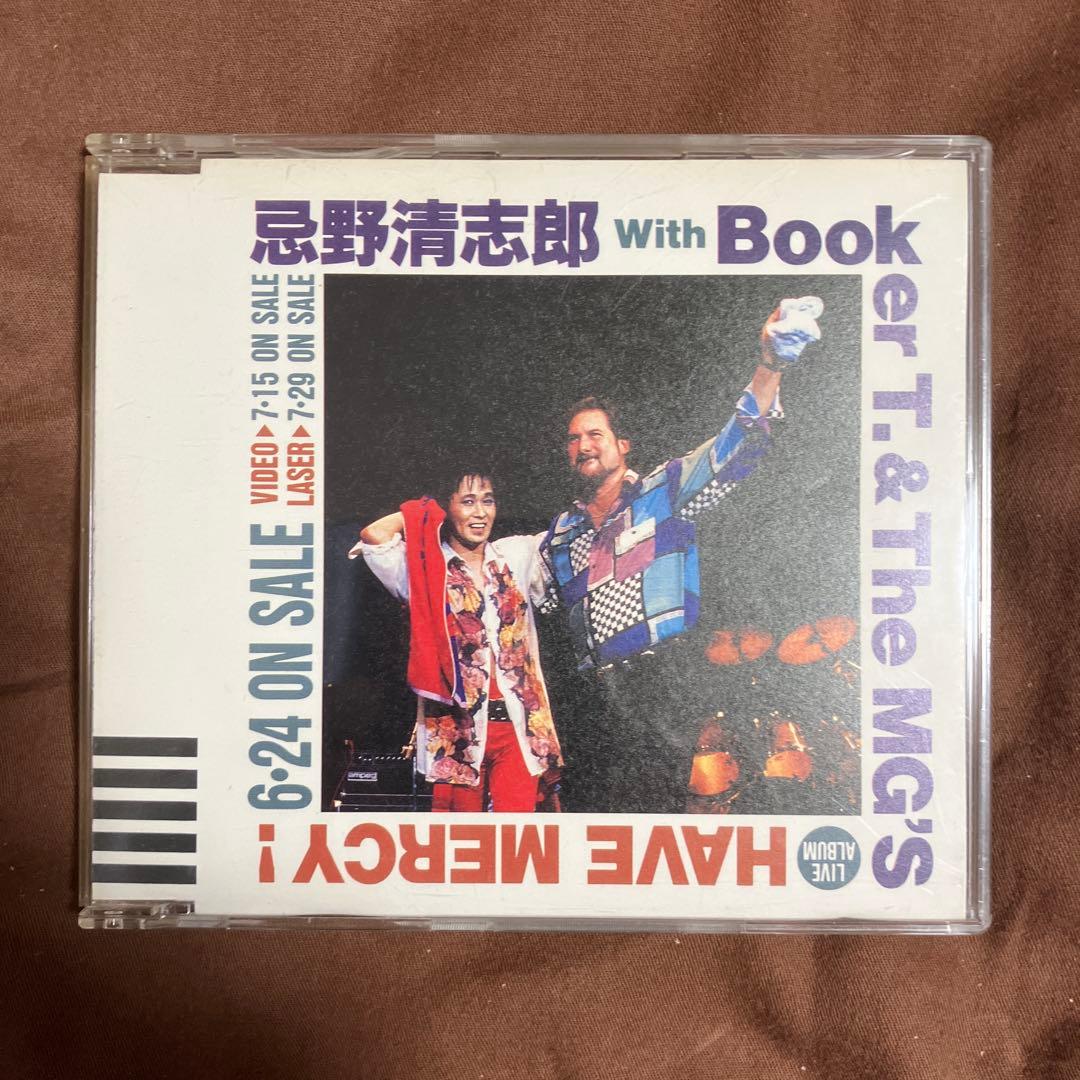 忌野清志郎 With Booker T. & The MG'S
LIVE ALBUM
HAVE MERCY!
6・24 ON SALE
VIDEO▶7・15 ON SALE
LASER▶7・29 ON SALE
ampeg